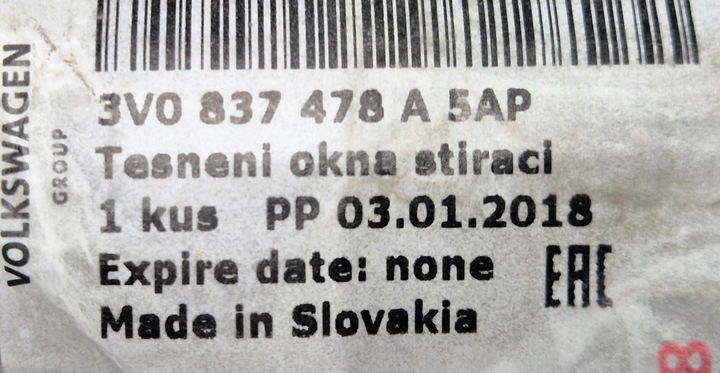 VOLKSWAGEN
GROUP
3V0 837 478 A 5AP
Tesneni okna stiraci
1 kus PP 03.01.2018
Expire date: none
EAC
Made in Slovakia
8